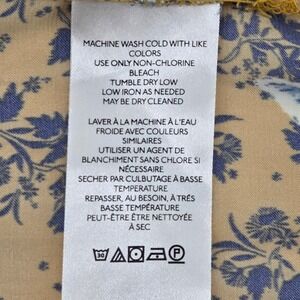 MACHINE WASH COLD WITH LIKE
COLORS
USE ONLY NON-CHLORINE
BLEACH
TUMBLE DRY LOW
LOW IRON AS NEEDED
MAY BE DRY CLEANED
LAVER À LA MACHINE À L'EAU
FROIDE AVEC COULEURS
SIMILAIRES
UTILISER UN AGENT DE
BLANCHIMENT SANS CHLORE SI
NÉCESSAIRE
SECHER PAR CULBUTAGE À BASSE
TEMPERATURE
REPASSER, AU BESOIN, À TRÈS
BASSE TEMPÉRATURE
PEUT-ÊTRE ÊTRE NETTOYÉE
À SEC
30 P